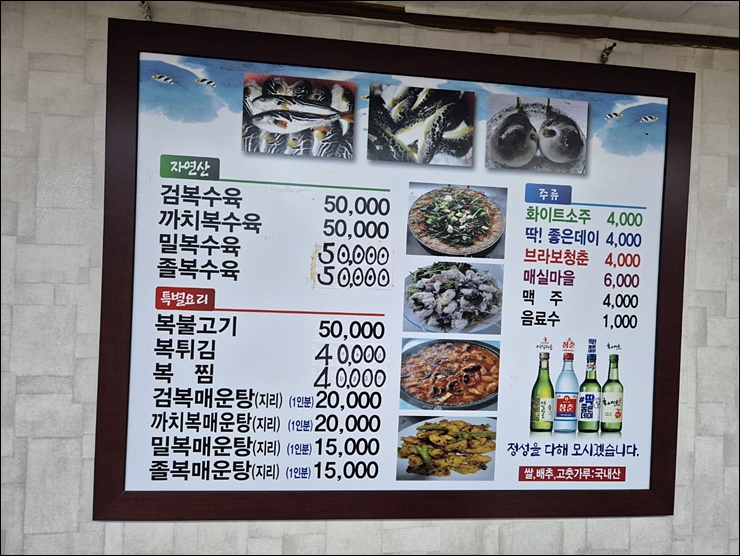 자연산
검복수육 50,000
까치복수육 50,000
밀복수육 50,000
졸복수육 50,000
특별요리
복불고기 50,000
복튀김 40,000
복 찜 40,000
검복매운탕(지리) (1인분) 20,000
까치복매운탕(지리) (1인분) 20,000
밀복매운탕(지리) (1인분) 15,000
졸복매운탕(지리) (1인분) 15,000
주류
화이트소주 4,000
딱! 좋은데이 4,000
브라보청춘 4,000
매실마을 6,000
맥 주 4,000
음료수 1,000
청춘
딱!
좋은
데이
정성을 다해 모시겠습니다.
쌀,배추,고춧가루:국내산